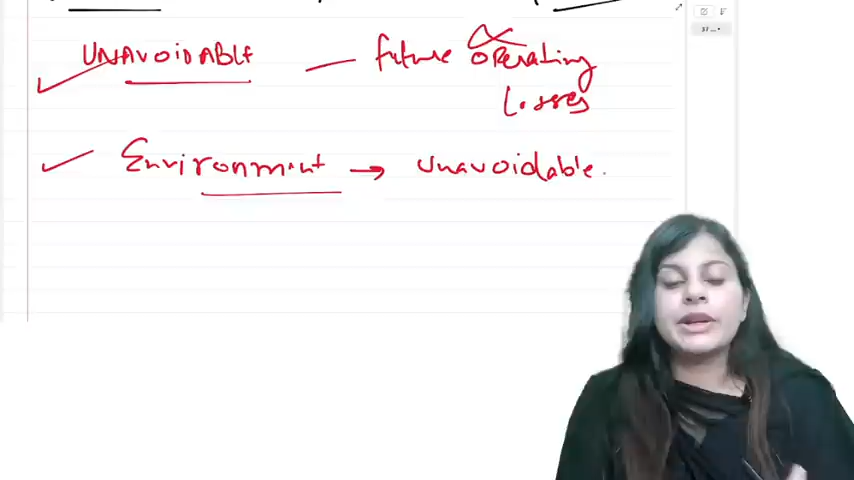 UNAVOIDABLE — future operating
losses
Environment → unavoidable.